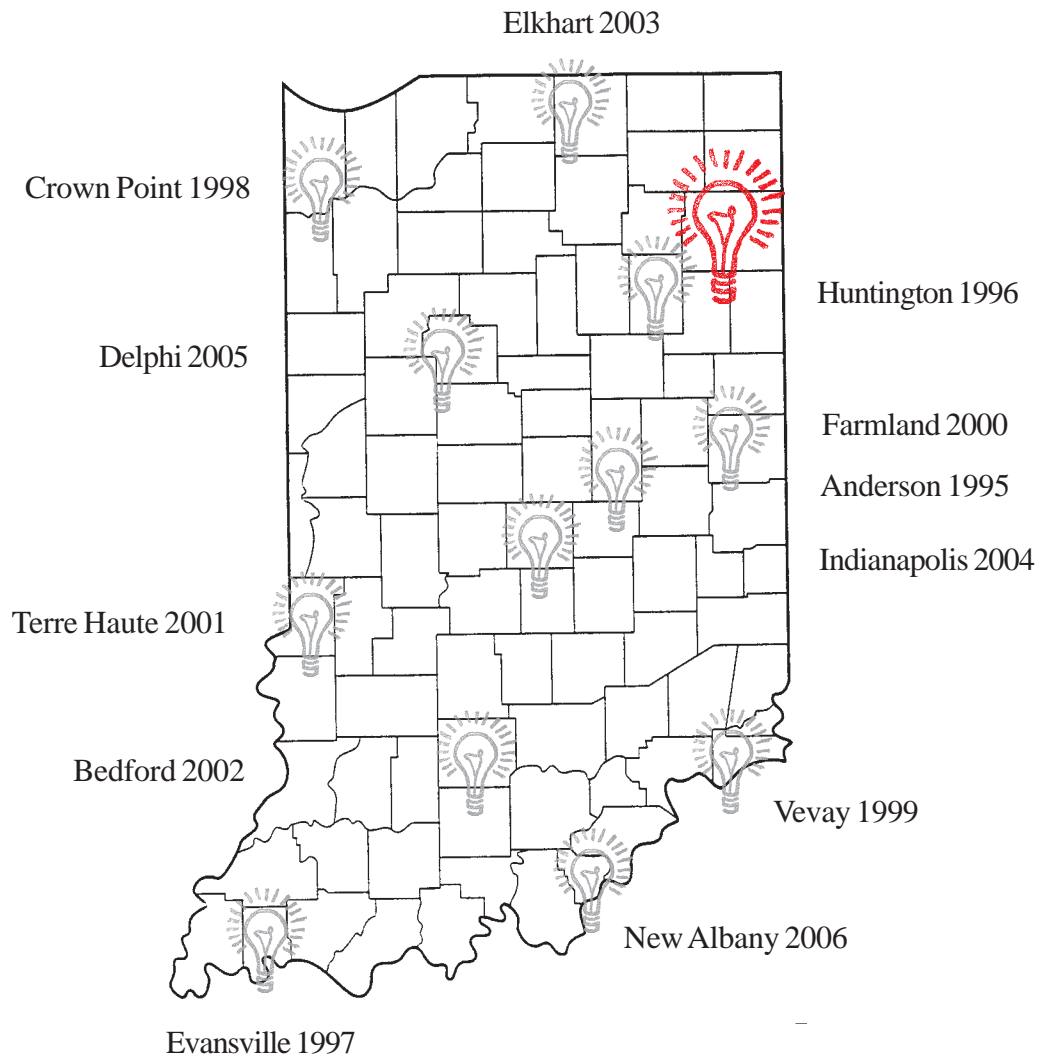 Elkhart 2003
Crown Point 1998
Huntington 1996
Delphi 2005
Farmland 2000
Anderson 1995
Indianapolis 2004
Terre Haute 2001
Bedford 2002
Vevay 1999
New Albany 2006
Evansville 1997